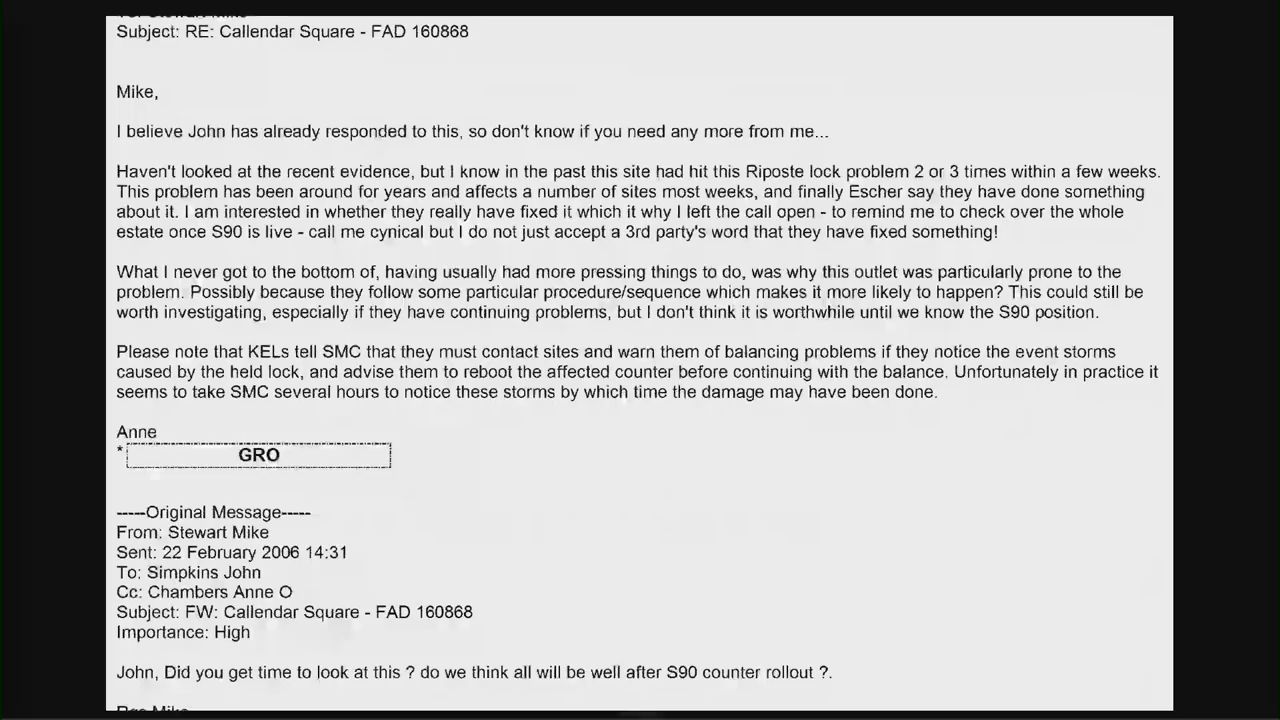 To: Stewart Mike
Subject: RE: Callendar Square - FAD 160868
Mike,
I believe John has already responded to this, so don't know if you need any more from me...
Haven't looked at the recent evidence, but I know in the past this site had hit this Riposte lock problem 2 or 3 times within a few weeks.
This problem has been around for years and affects a number of sites most weeks, and finally Escher say they have done something
about it. I am interested in whether they really have fixed it which it why I left the call open - to remind me to check over the whole
estate once S90 is live - call me cynical but I do not just accept a 3rd party's word that they have fixed something!
What I never got to the bottom of, having usually had more pressing things to do, was why this outlet was particularly prone to the
problem. Possibly because they follow some particular procedure/sequence which makes it more likely to happen? This could still be
worth investigating, especially if they have continuing problems, but I don't think it is worthwhile until we know the S90 position.
Please note that KELs tell SMC that they must contact sites and warn them of balancing problems if they notice the event storms
caused by the held lock, and advise them to reboot the affected counter before continuing with the balance. Unfortunately in practice it
seems to take SMC several hours to notice these storms by which time the damage may have been done.
Anne
* GRO
-----Original Message-----
From: Stewart Mike
Sent: 22 February 2006 14:31
To: Simpkins John
Cc: Chambers Anne O
Subject: FW: Callendar Square - FAD 160868
Importance: High
John, Did you get time to look at this ? do we think all will be well after S90 counter rollout ?.
Rgs Mike